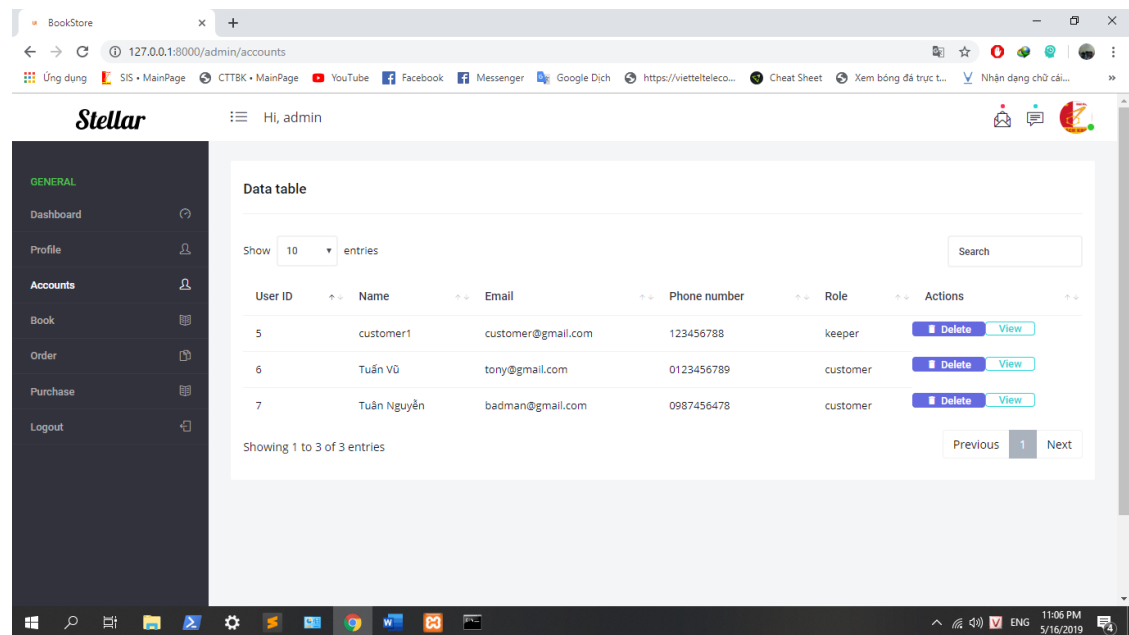 BookStore
127.0.0.1:8000/admin/accounts
Ứng dụng SIS • MainPage CTTBK • MainPage YouTube Facebook Messenger Google Dịch https://viettelteleco... Cheat Sheet Xem bóng đá trực t... Nhận dạng chữ cái... »
Stellar Hi, admin
GENERAL
Dashboard
Profile
Accounts
Book
Order
Purchase
Logout
Data table
Show 10 entries Search
User ID Name Email Phone number Role Actions
5 customer1 customer@gmail.com 123456788 keeper Delete View
6 Tuấn Vũ tony@gmail.com 0123456789 customer Delete View
7 Tuân Nguyễn badman@gmail.com 0987456478 customer Delete View
Showing 1 to 3 of 3 entries Previous 1 Next
ENG 11:06 PM
5/16/2019